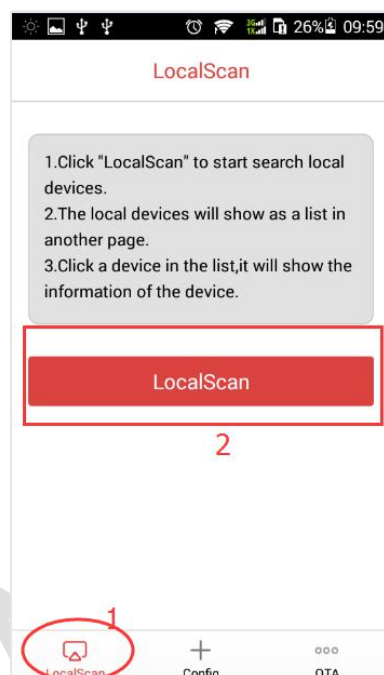 3G
1X
26% 09:59
LocalScan
1.Click "LocalScan" to start search local
devices.
2.The local devices will show as a list in
another page.
3.Click a device in the list,it will show the
information of the device.
LocalScan
2
1
LocalScan Config OTA